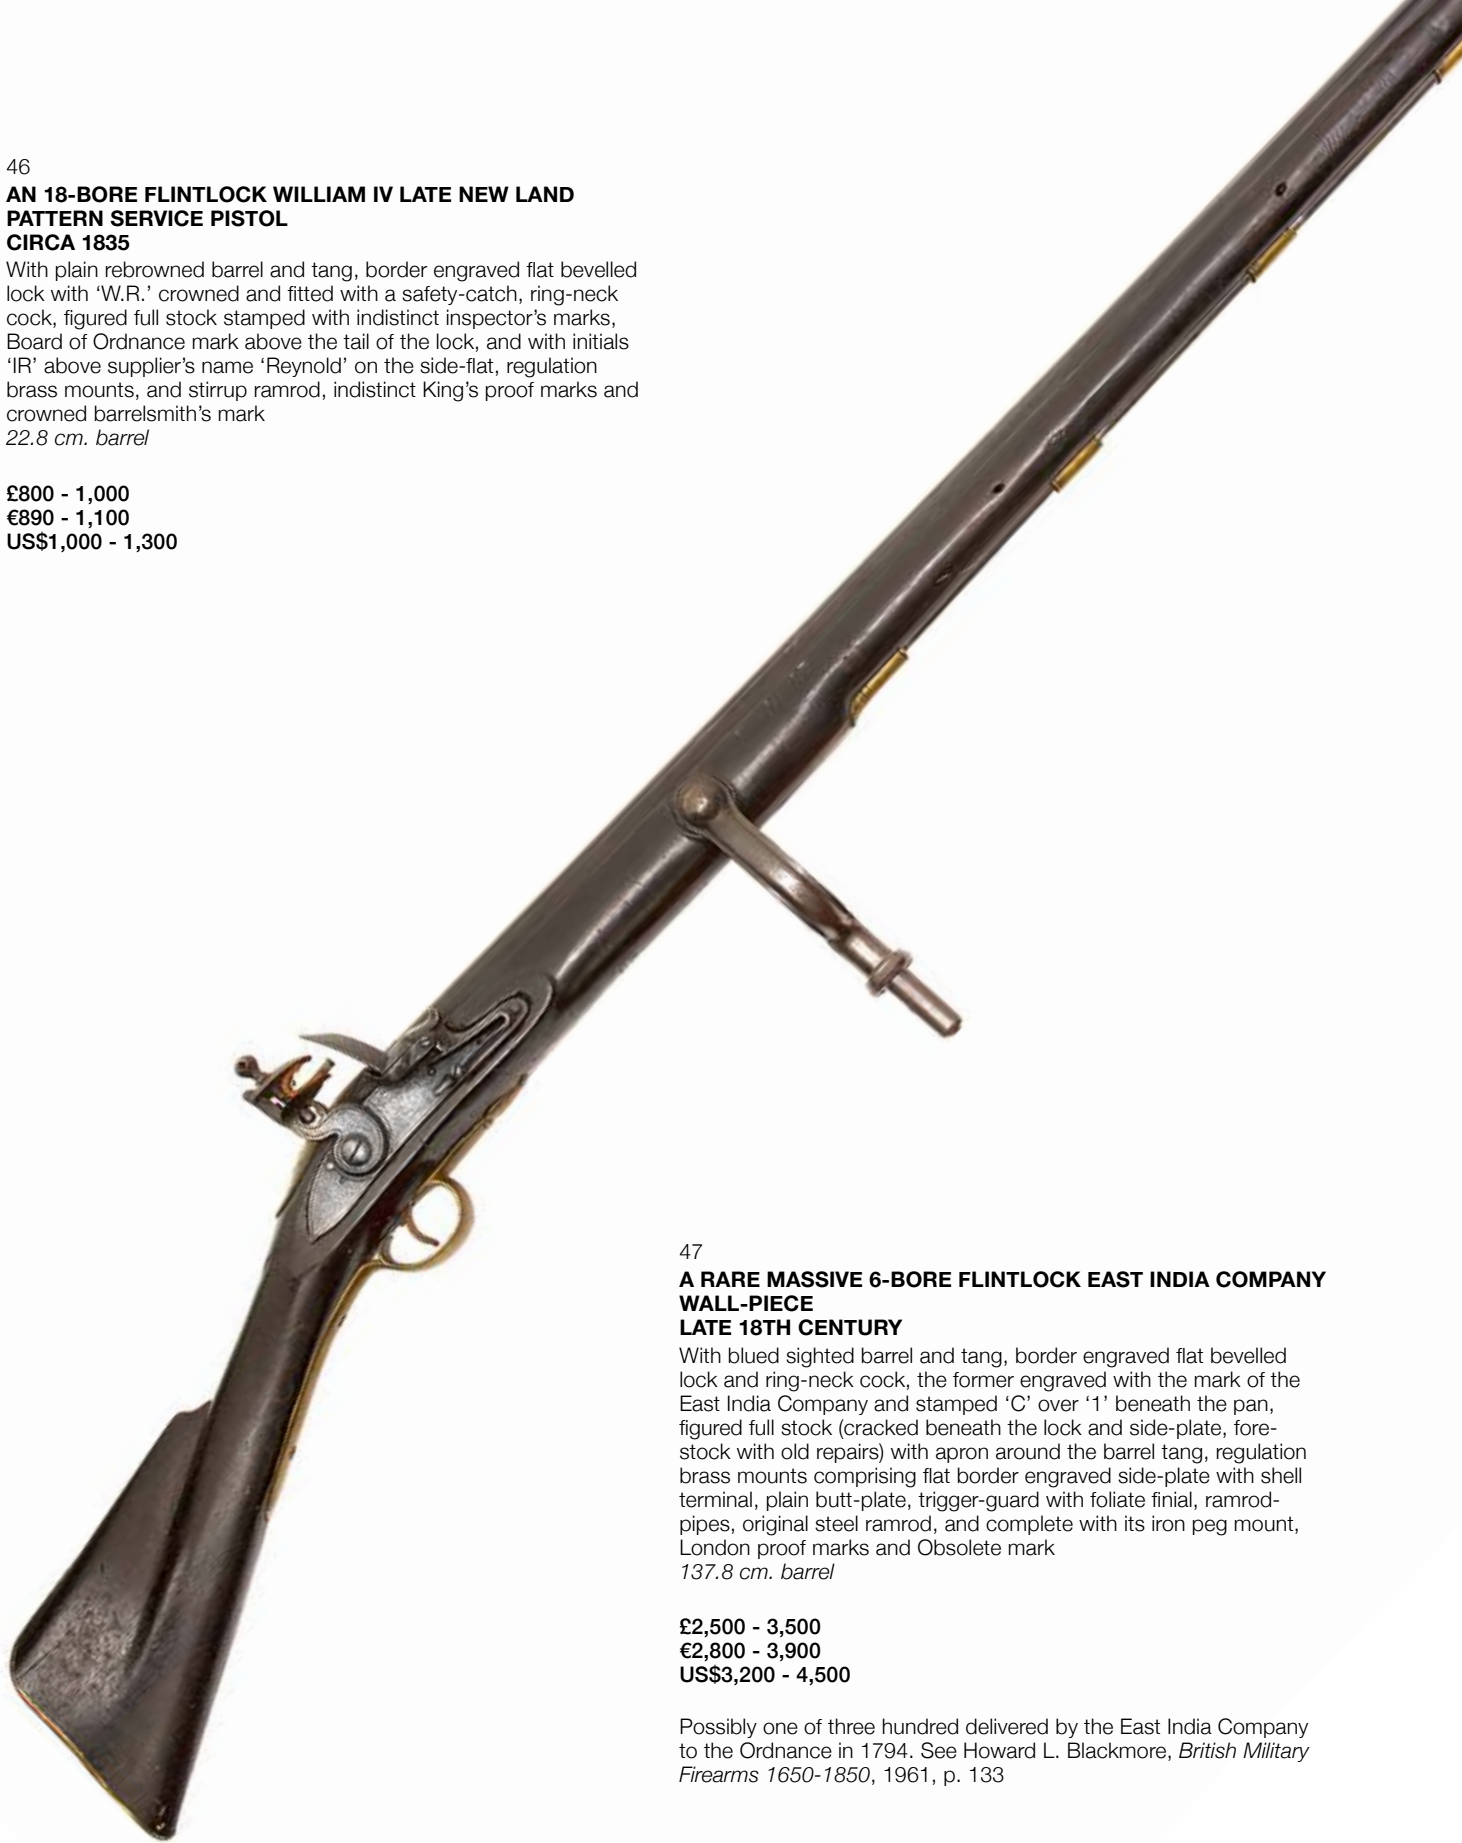 46
AN 18-BORE FLINTLOCK WILLIAM IV LATE NEW LAND
PATTERN SERVICE PISTOL
CIRCA 1835
With plain rebrowned barrel and tang, border engraved flat bevelled
lock with ‘W.R.’ crowned and fitted with a safety-catch, ring-neck
cock, figured full stock stamped with indistinct inspector’s marks,
Board of Ordnance mark above the tail of the lock, and with initials
‘IR’ above supplier’s name ‘Reynold’ on the side-flat, regulation
brass mounts, and stirrup ramrod, indistinct King’s proof marks and
crowned barrelsmith’s mark
22.8 cm. barrel
£800 - 1,000
€890 - 1,100
US$1,000 - 1,300
47
A RARE MASSIVE 6-BORE FLINTLOCK EAST INDIA COMPANY
WALL-PIECE
LATE 18TH CENTURY
With blued sighted barrel and tang, border engraved flat bevelled
lock and ring-neck cock, the former engraved with the mark of the
East India Company and stamped ‘C’ over ‘1’ beneath the pan,
figured full stock (cracked beneath the lock and side-plate, fore-
stock with old repairs) with apron around the barrel tang, regulation
brass mounts comprising flat border engraved side-plate with shell
terminal, plain butt-plate, trigger-guard with foliate finial, ramrod-
pipes, original steel ramrod, and complete with its iron peg mount,
London proof marks and Obsolete mark
137.8 cm. barrel
£2,500 - 3,500
€2,800 - 3,900
US$3,200 - 4,500
Possibly one of three hundred delivered by the East India Company
to the Ordnance in 1794. See Howard L. Blackmore, British Military
Firearms 1650-1850, 1961, p. 133